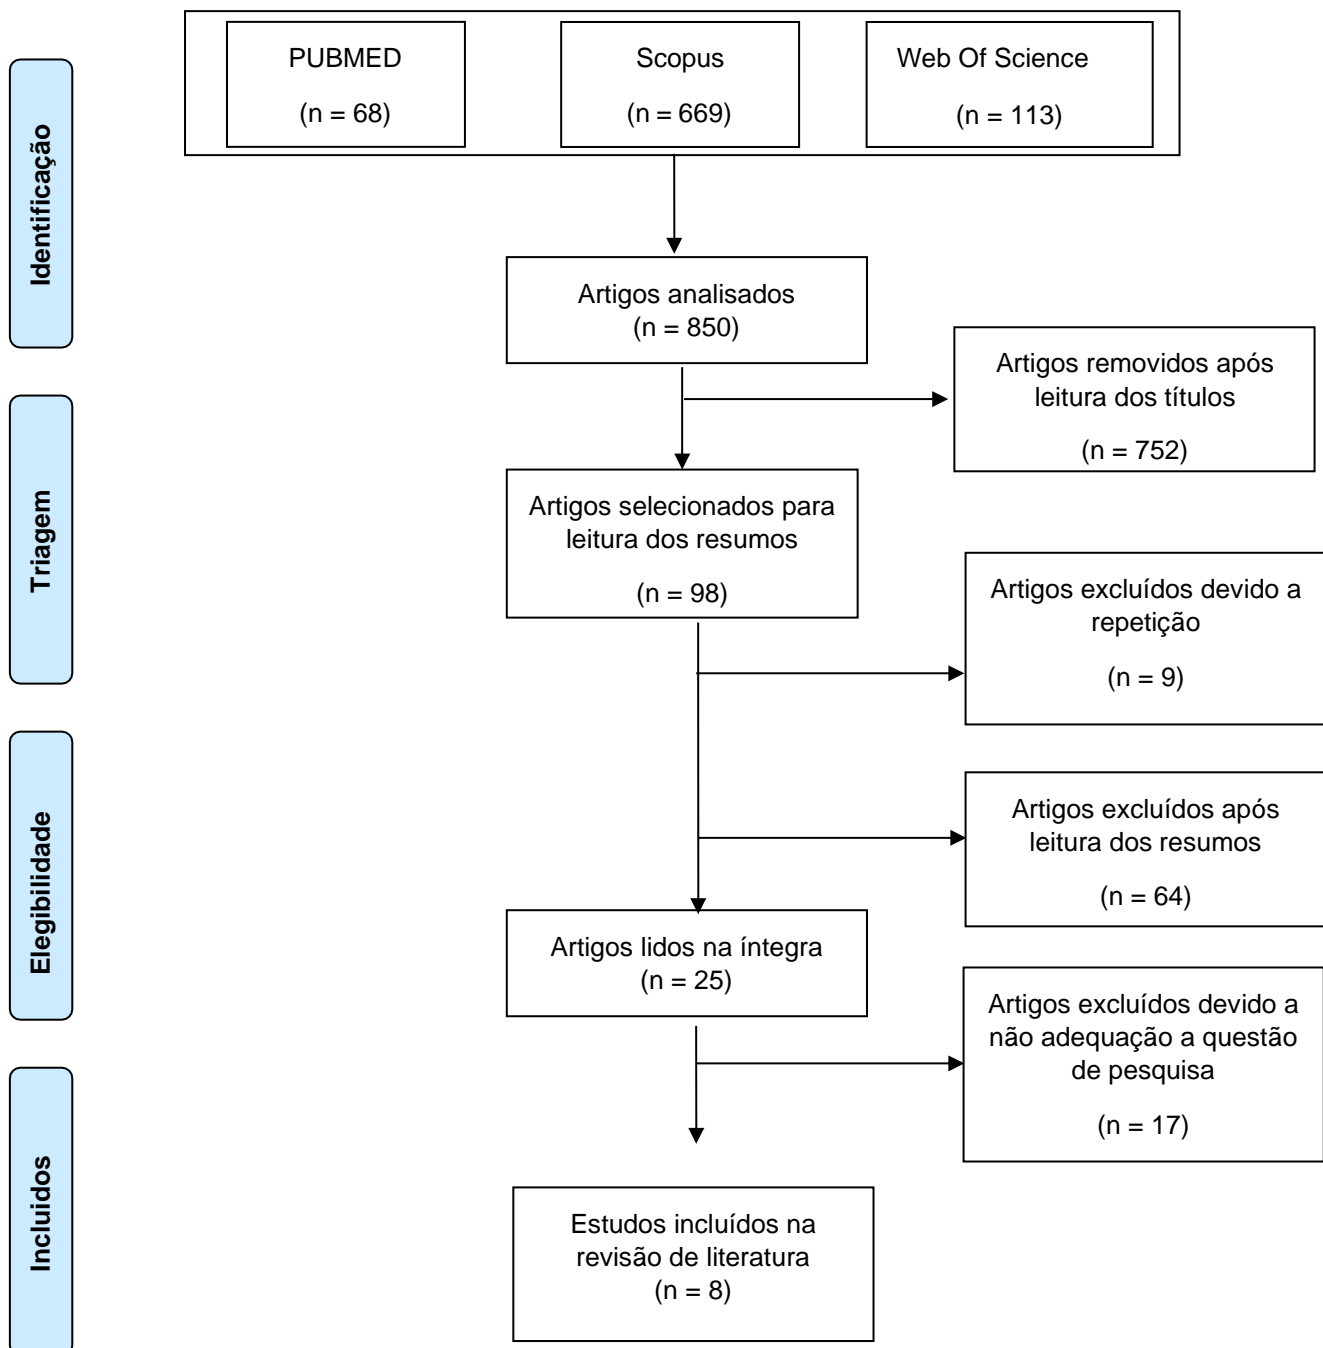 PUBMED
(n = 68)
Scopus
(n = 669)
Web Of Science
(n = 113)
Identificação
Artigos analisados
(n = 850)
Artigos removidos após
leitura dos títulos
(n = 752)
Triagem
Artigos selecionados para
leitura dos resumos
(n = 98)
Artigos excluídos devido a
repetição
(n = 9)
Elegibilidade
Artigos excluídos após
leitura dos resumos
(n = 64)
Artigos lidos na íntegra
(n = 25)
Artigos excluídos devido a
não adequação a questão
de pesquisa
(n = 17)
Incluidos
Estudos incluídos na
revisão de literatura
(n = 8)